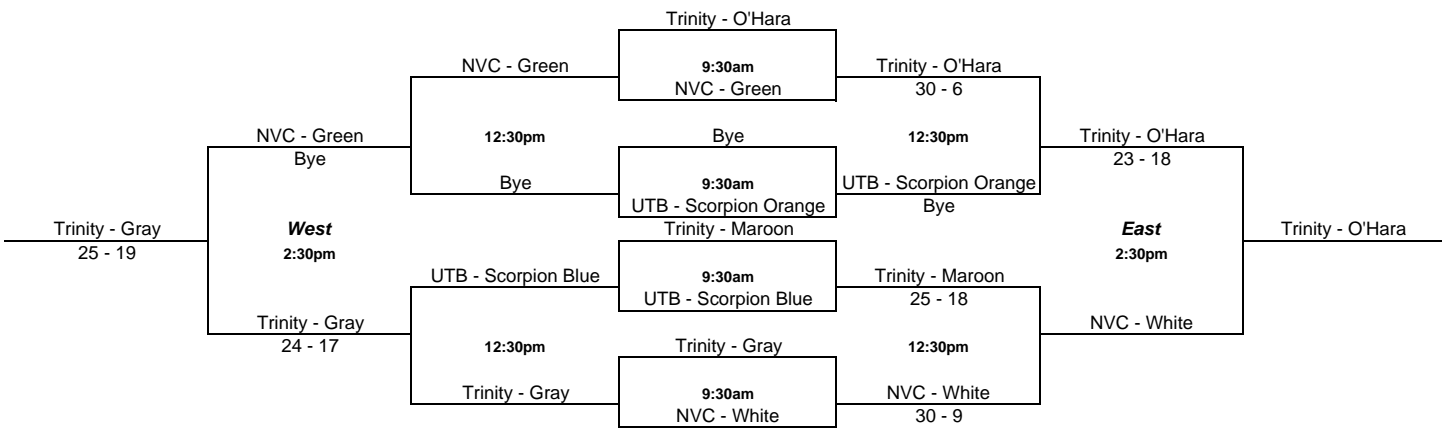 Trinity - O'Hara
NVC - Green 9:30am Trinity - O'Hara
NVC - Green 30 - 6
NVC - Green 12:30pm Bye 12:30pm Trinity - O'Hara
Bye 23 - 18
Bye 9:30am UTB - Scorpion Orange
UTB - Scorpion Orange Bye
Trinity - Gray West Trinity - Maroon East Trinity - O'Hara
25 - 19 2:30pm 2:30pm
UTB - Scorpion Blue 9:30am Trinity - Maroon
UTB - Scorpion Blue 25 - 18
Trinity - Gray NVC - White
24 - 17 12:30pm Trinity - Gray 12:30pm
Trinity - Gray 9:30am NVC - White
NVC - White 30 - 9